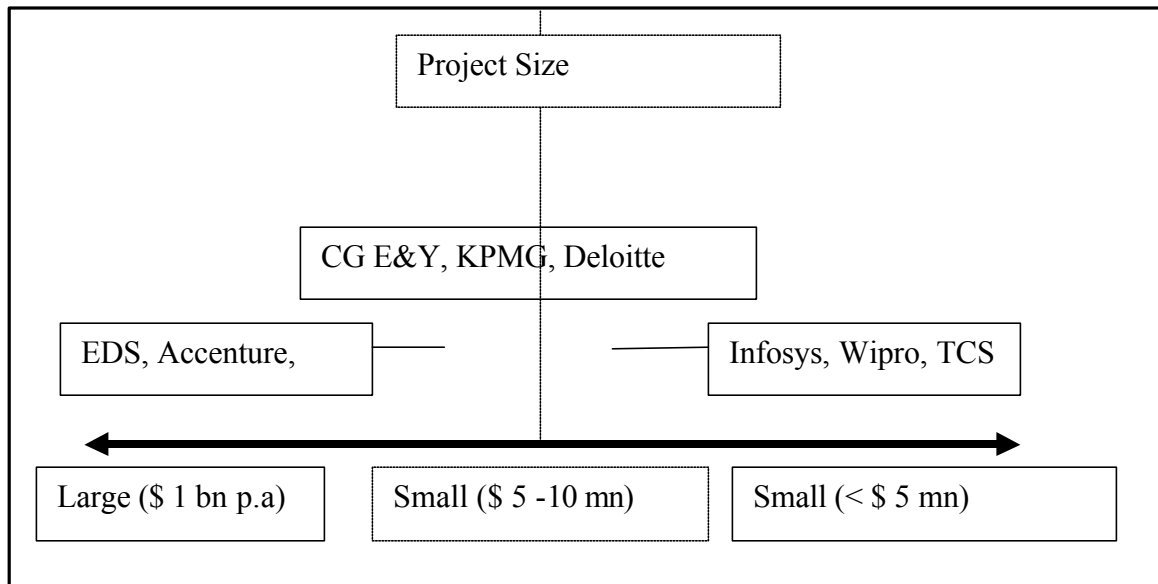 Project Size
CG E&Y, KPMG, Deloitte
EDS, Accenture,
Infosys, Wipro, TCS
Large ($ 1 bn p.a)
Small ($ 5 -10 mn)
Small (< $ 5 mn)